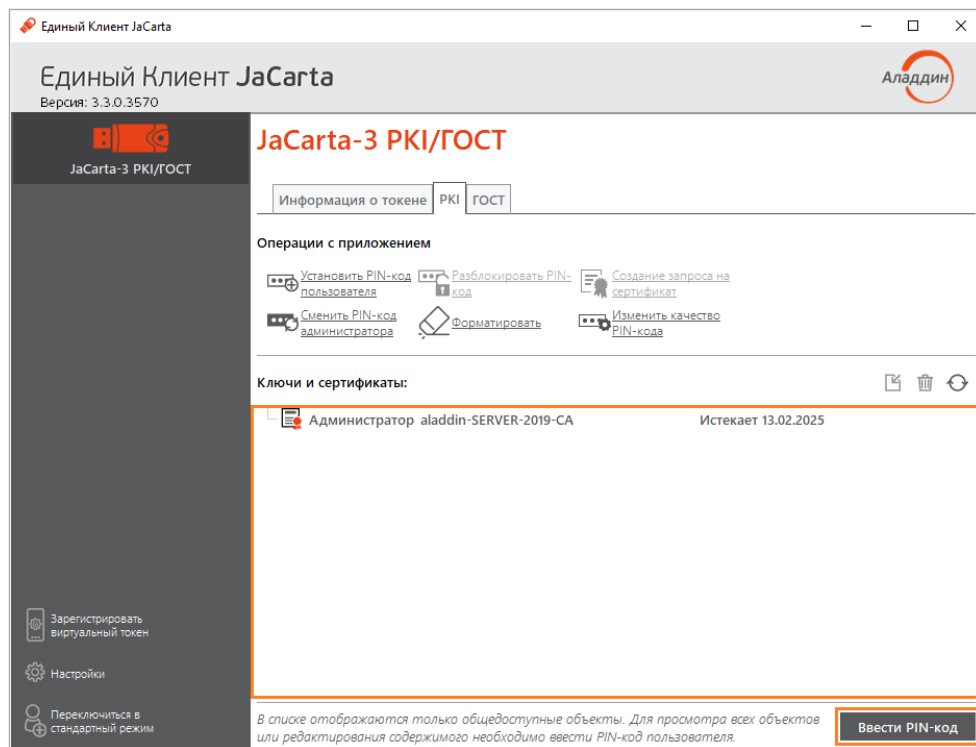 Единый Клиент JaCarta
Единый Клиент JaCarta
Версия: 3.3.0.3570
Аладдин
JaCarta-3 PKI/ГОСТ
JaCarta-3 PKI/ГОСТ
Информация о токене PKI ГОСТ
Операции с приложением
Установить PIN-код
пользователя
Разблокировать PIN-
код
Создание запроса на
сертификат
Сменить PIN-код
администратора
Форматировать
Изменить качество
PIN-кода
Ключи и сертификаты:
Администратор aladdin-SERVER-2019-CA Истекает 13.02.2025
Зарегистрировать
виртуальный токен
Настройки
Переключиться в
стандартный режим
В списке отображаются только общедоступные объекты. Для просмотра всех объектов
или редактирования содержимого необходимо ввести PIN-код пользователя.
Ввести PIN-код